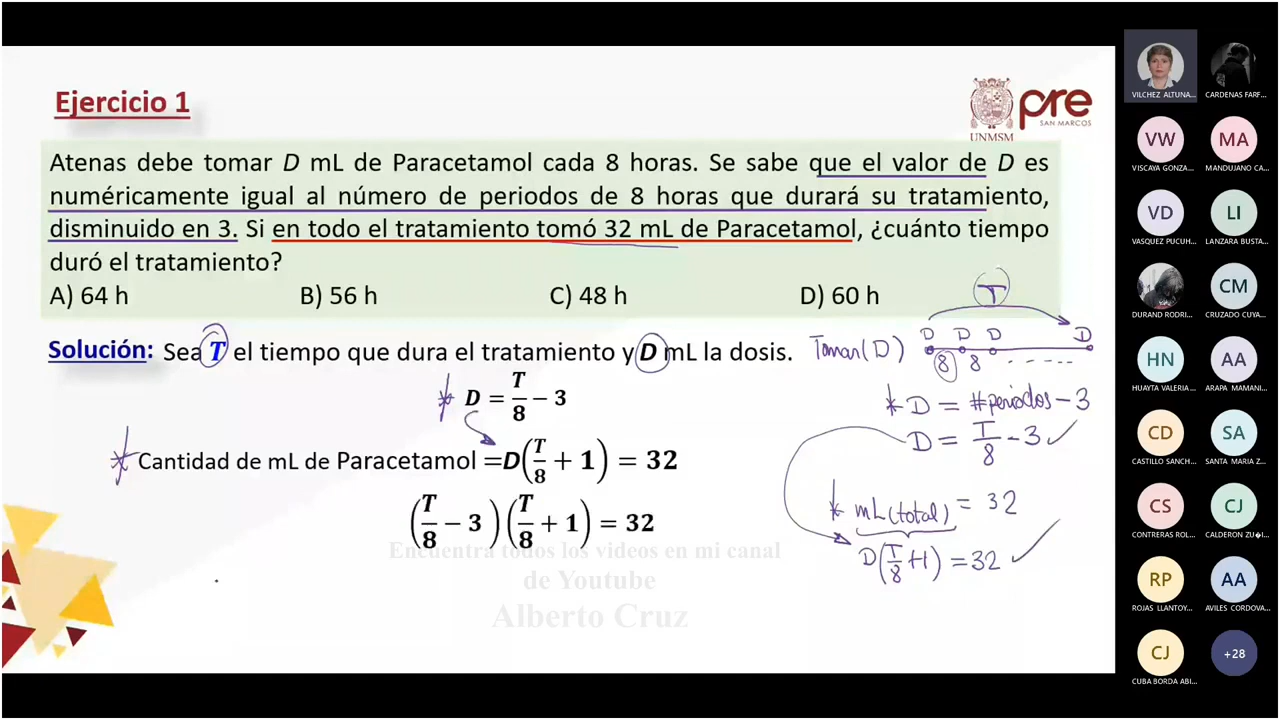 Ejercicio 1
UNMSM
pre
SAN MARCOS
Atenas debe tomar D mL de Paracetamol cada 8 horas. Se sabe que el valor de D es
numéricamente igual al número de periodos de 8 horas que durará su tratamiento,
disminuido en 3. Si en todo el tratamiento tomó 32 mL de Paracetamol, ¿cuánto tiempo
duró el tratamiento?
A) 64 h B) 56 h C) 48 h D) 60 h
Solución: Sea T el tiempo que dura el tratamiento y D mL la dosis.
D = T/8 − 3
Cantidad de mL de Paracetamol =D(T/8 + 1) = 32
(T/8 − 3)(T/8 + 1) = 32
Encuentra todos los videos en mi canal
de Youtube
Alberto Cruz
T
Tomar(D)
D D D D
8 8 - - - - -
* D = #periodos − 3
D = T/8 − 3 ✓
* mL(total) = 32
D(T/8 + 1) = 32 ✓
VILCHEZ ALTUNA...
CARDENAS FARF...
VW
VISCAYA GONZA...
MA
MANDUJANO CA...
VD
VASQUEZ PUCUH...
LI
LANZARA BUSTA...
DURAND RODRI...
CM
CRUZADO CUYA...
HN
HUAYTA VALERIA...
AA
ARAPA MAMANI...
CD
CASTILLO SANCH...
SA
SANTA MARIA Z...
CS
CONTRERAS ROL...
CJ
CALDERON ZU�I...
RP
ROJAS LLANTOY...
AA
AVILES CORDOVA...
CJ
CUBA BORDA ABI...
+28